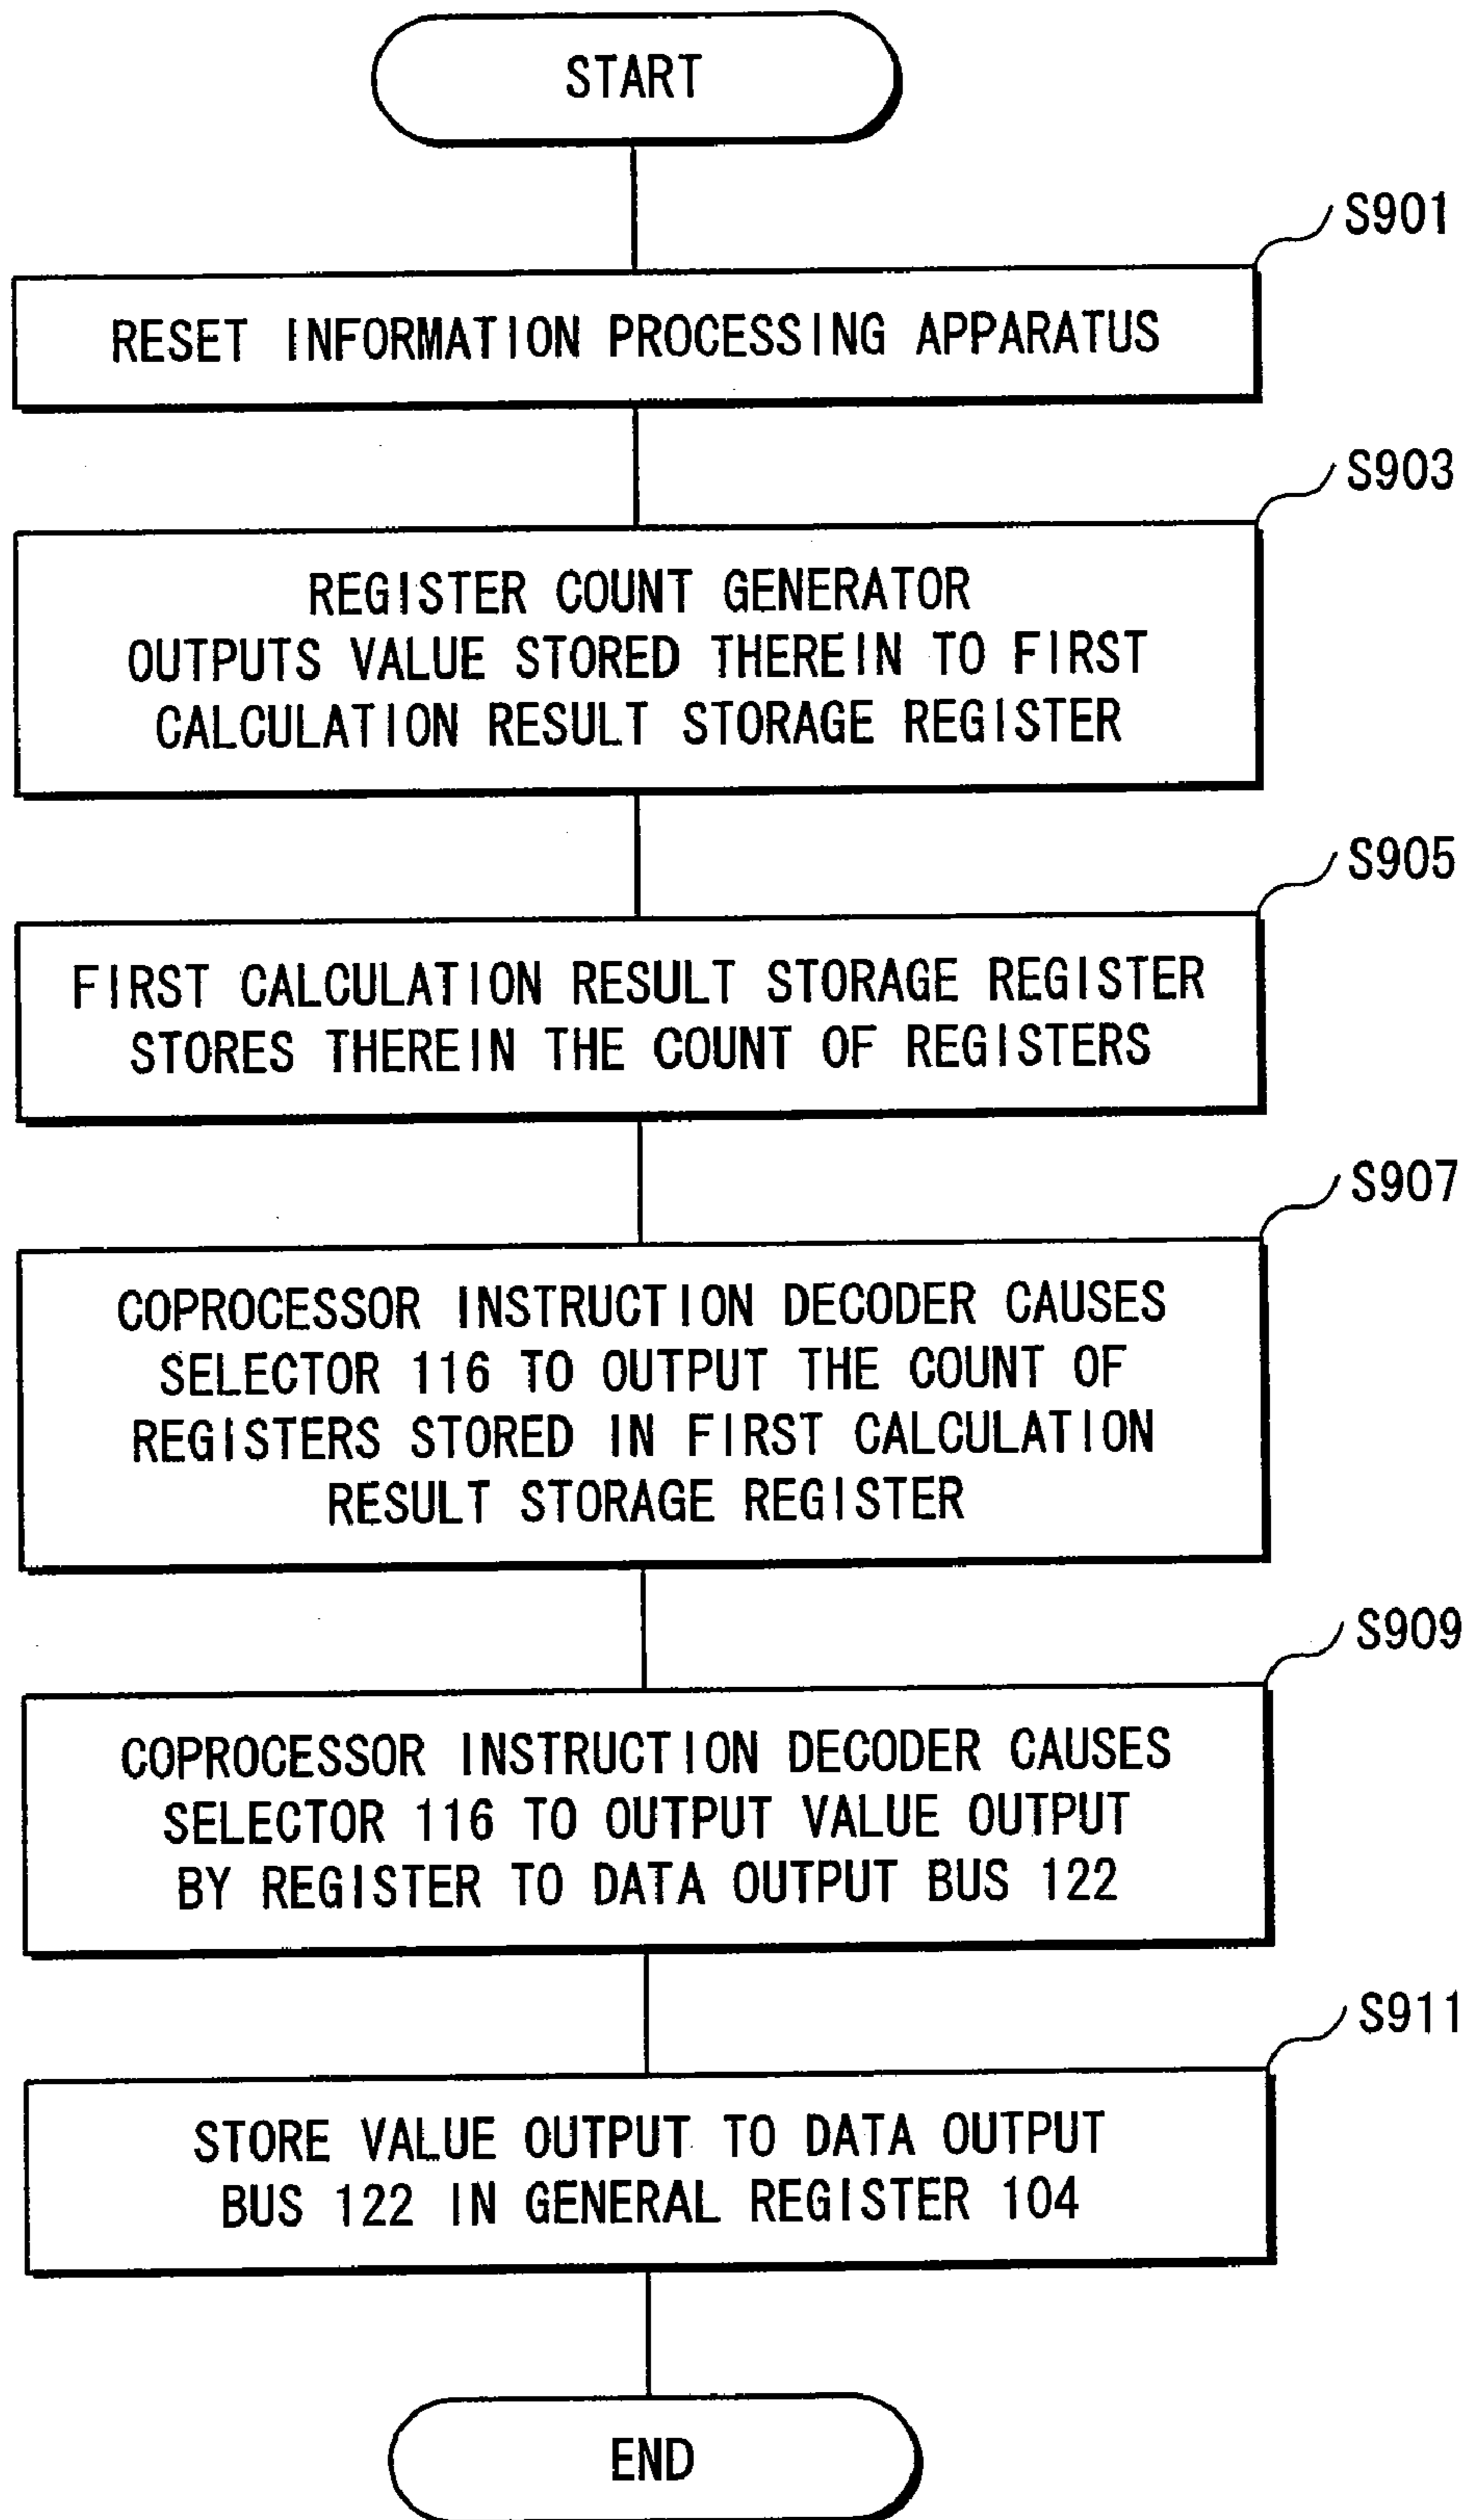 START
S901
RESET INFORMATION PROCESSING APPARATUS
S903
REGISTER COUNT GENERATOR
OUTPUTS VALUE STORED THEREIN TO FIRST
CALCULATION RESULT STORAGE REGISTER
S905
FIRST CALCULATION RESULT STORAGE REGISTER
STORES THEREIN THE COUNT OF REGISTERS
S907
COPROCESSOR INSTRUCTION DECODER CAUSES
SELECTOR 116 TO OUTPUT THE COUNT OF
REGISTERS STORED IN FIRST CALCULATION
RESULT STORAGE REGISTER
S909
COPROCESSOR INSTRUCTION DECODER CAUSES
SELECTOR 116 TO OUTPUT VALUE OUTPUT
BY REGISTER TO DATA OUTPUT BUS 122
S911
STORE VALUE OUTPUT TO DATA OUTPUT
BUS 122 IN GENERAL REGISTER 104
END